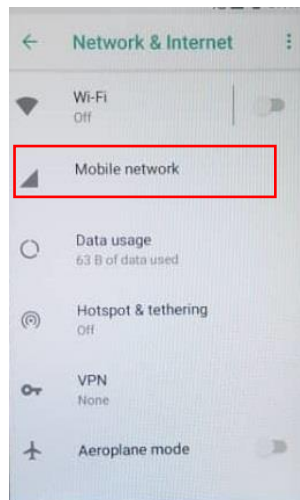 Network & Internet
Wi-Fi
Off
Mobile network
Data usage
63 B of data used
Hotspot & tethering
Off
VPN
None
Aeroplane mode